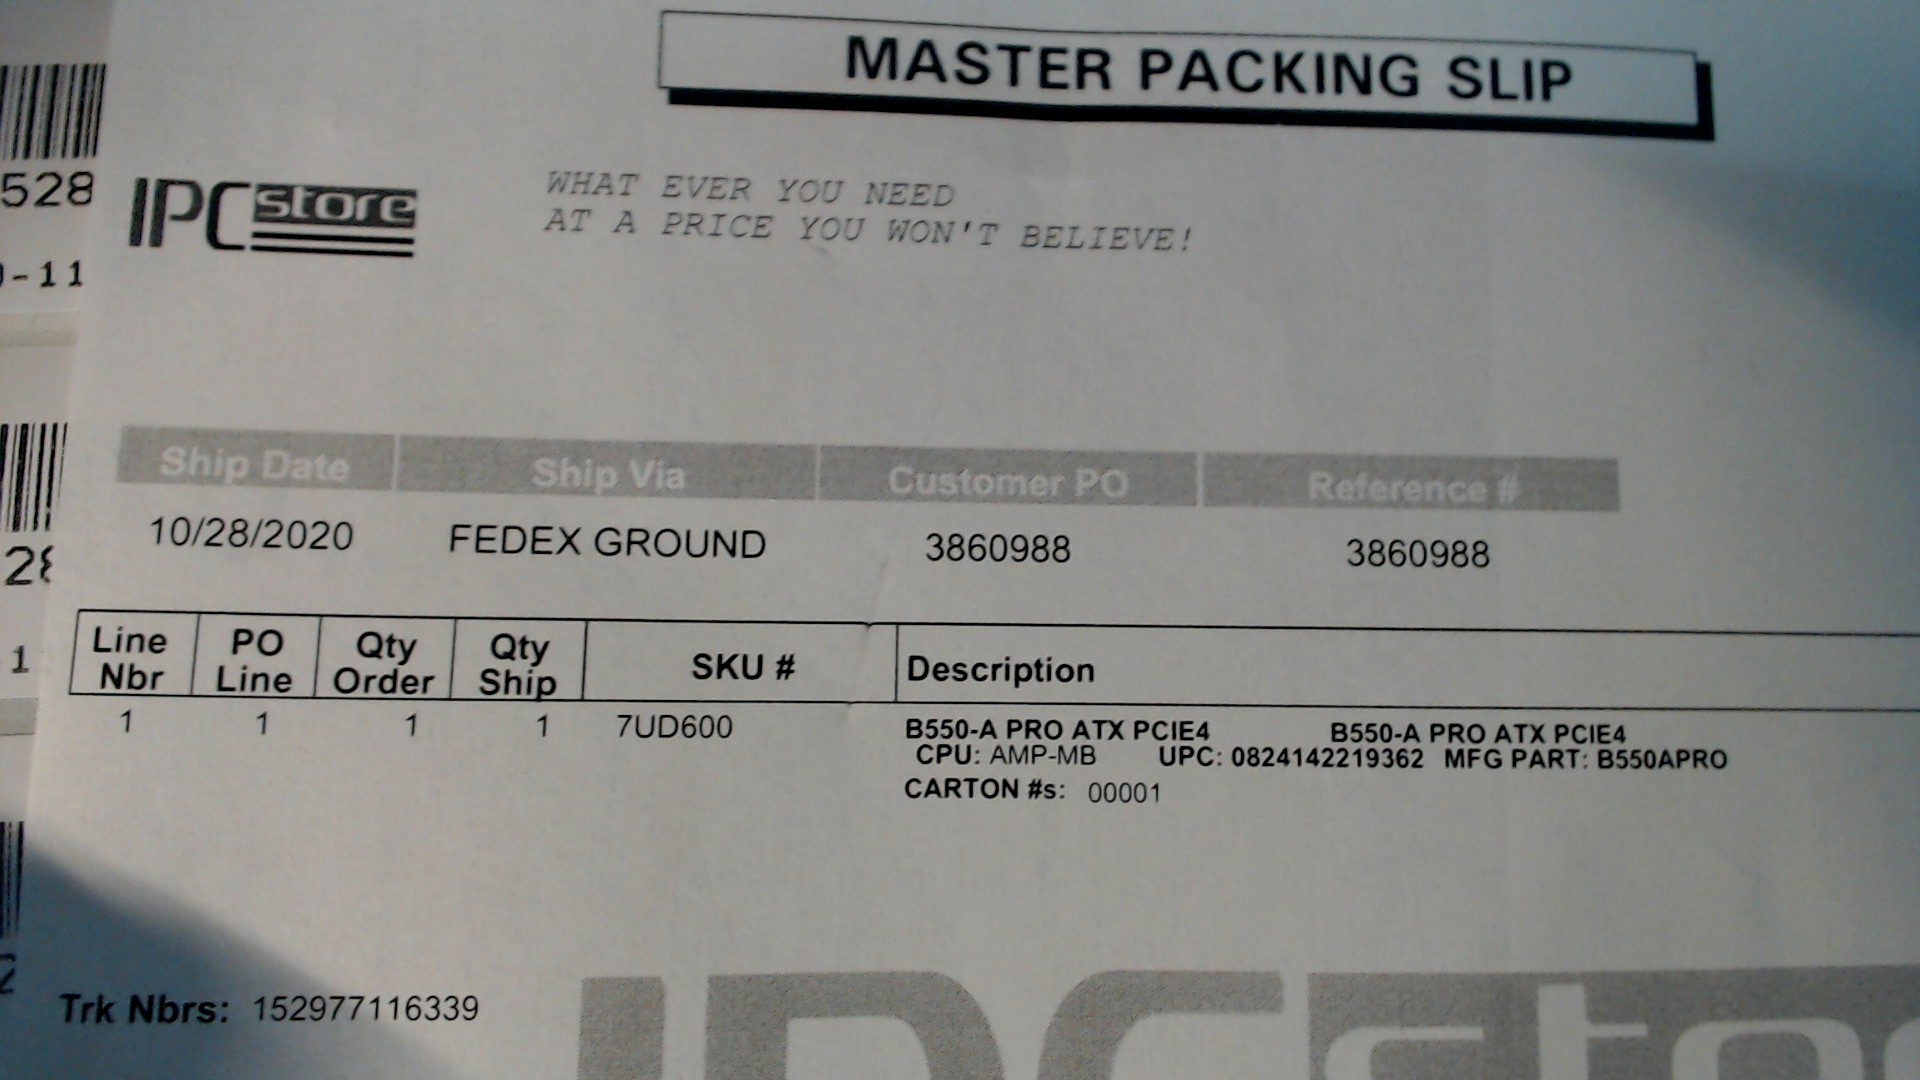 MASTER PACKING SLIP
528
-11
IPC store
WHAT EVER YOU NEED
AT A PRICE YOU WON'T BELIEVE!
Ship Date Ship Via Customer PO Reference #
10/28/2020 FEDEX GROUND 3860988 3860988
1
Line Nbr PO Line Qty Order Qty Ship SKU # Description
1 1 1 1 7UD600 B550-A PRO ATX PCIE4 B550-A PRO ATX PCIE4
CPU: AMP-MB UPC: 0824142219362 MFG PART: B550APRO
CARTON #s: 00001
Trk Nbrs: 152977116339
IPC store